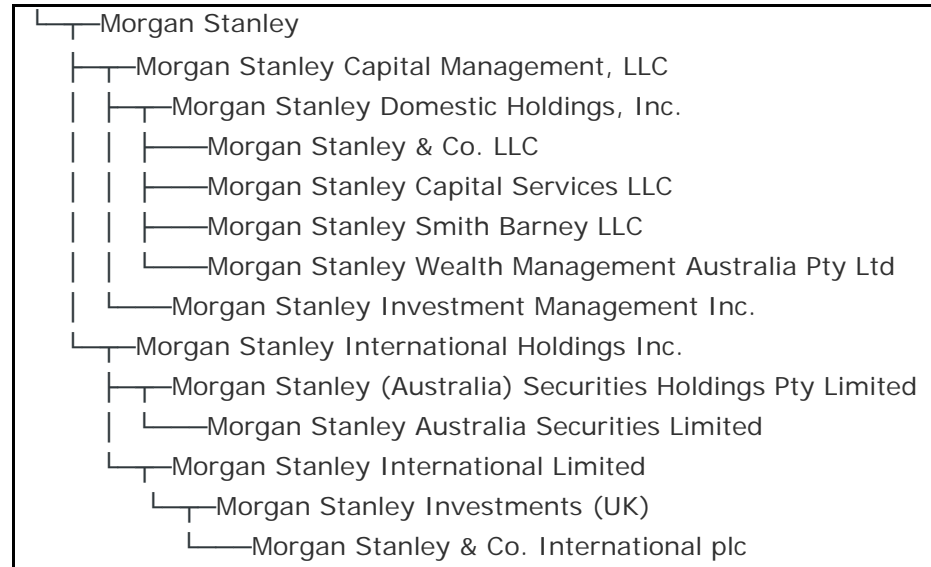 Morgan Stanley
Morgan Stanley Capital Management, LLC
Morgan Stanley Domestic Holdings, Inc.
Morgan Stanley & Co. LLC
Morgan Stanley Capital Services LLC
Morgan Stanley Smith Barney LLC
Morgan Stanley Wealth Management Australia Pty Ltd
Morgan Stanley Investment Management Inc.
Morgan Stanley International Holdings Inc.
Morgan Stanley (Australia) Securities Holdings Pty Limited
Morgan Stanley Australia Securities Limited
Morgan Stanley International Limited
Morgan Stanley Investments (UK)
Morgan Stanley & Co. International plc